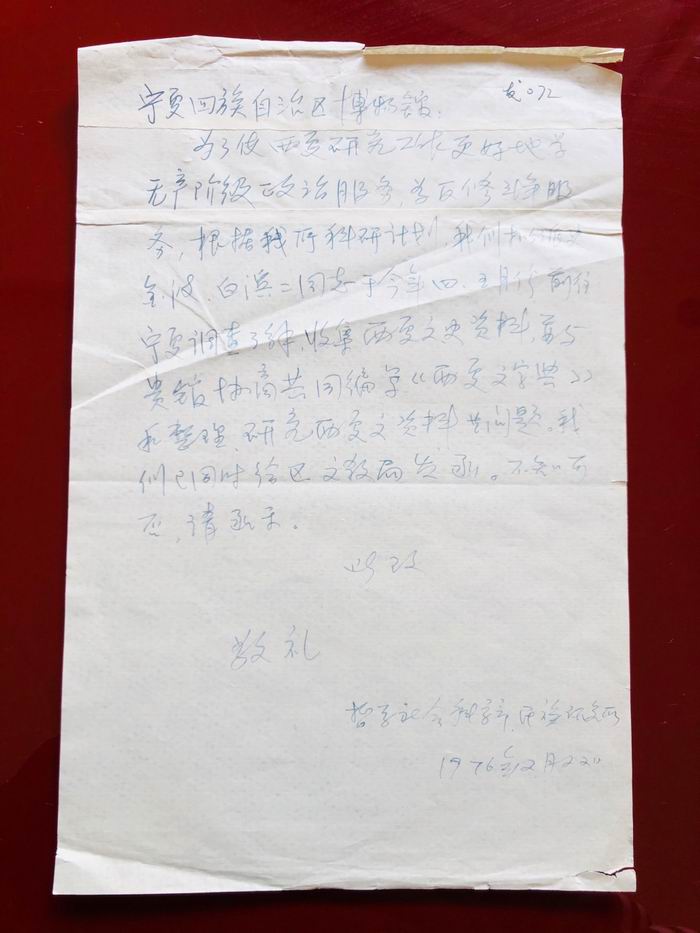 发072
宁夏回族自治区博物馆:
为了使西夏研究工作更好地为
无产阶级政治服务,为反修斗争服
务,根据我所科研计划,我们拟派史
金波、白滨二同志于今年四、五月份前往
宁夏调查了解,收集西夏文史资料,并与
贵馆协商共同编写《西夏文字典》
和整理、研究西夏文资料等问题。我
们已同时给区文教局发函。不知可
否,请函示。
此致
敬礼
哲学社会科学部民族研究所
1976年2月22日